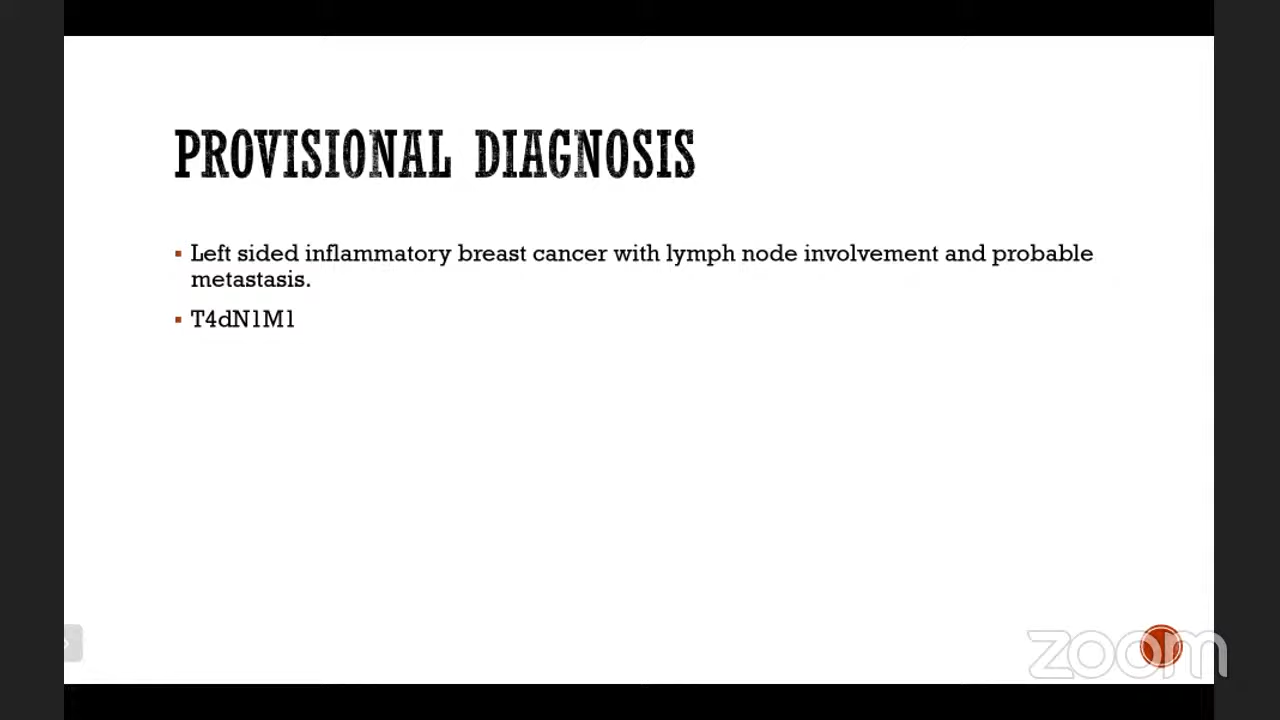 PROVISIONAL DIAGNOSIS
▪ Left sided inflammatory breast cancer with lymph node involvement and probable
metastasis.
▪ T4dN1M1
zoom